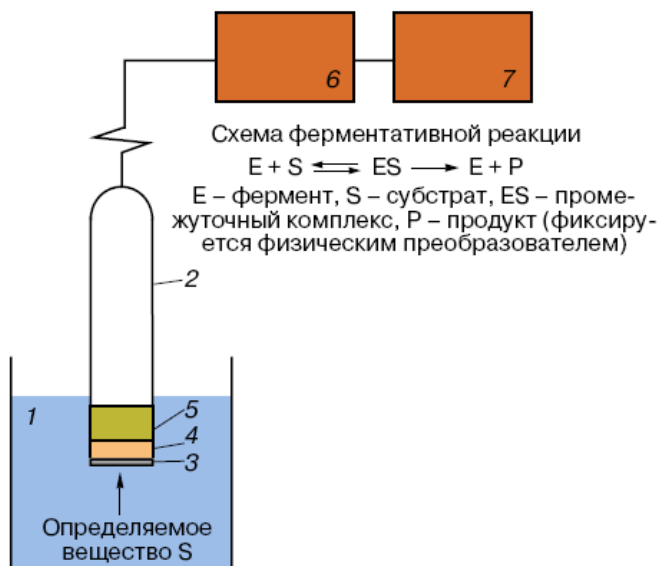 6
7
Схема ферментативной реакции
E + S ⇌ ES → E + P
E – фермент, S – субстрат, ES – проме-
жуточный комплекс, P – продукт (фиксиру-
ется физическим преобразователем)
2
1
5
4
3
Определяемое
вещество S